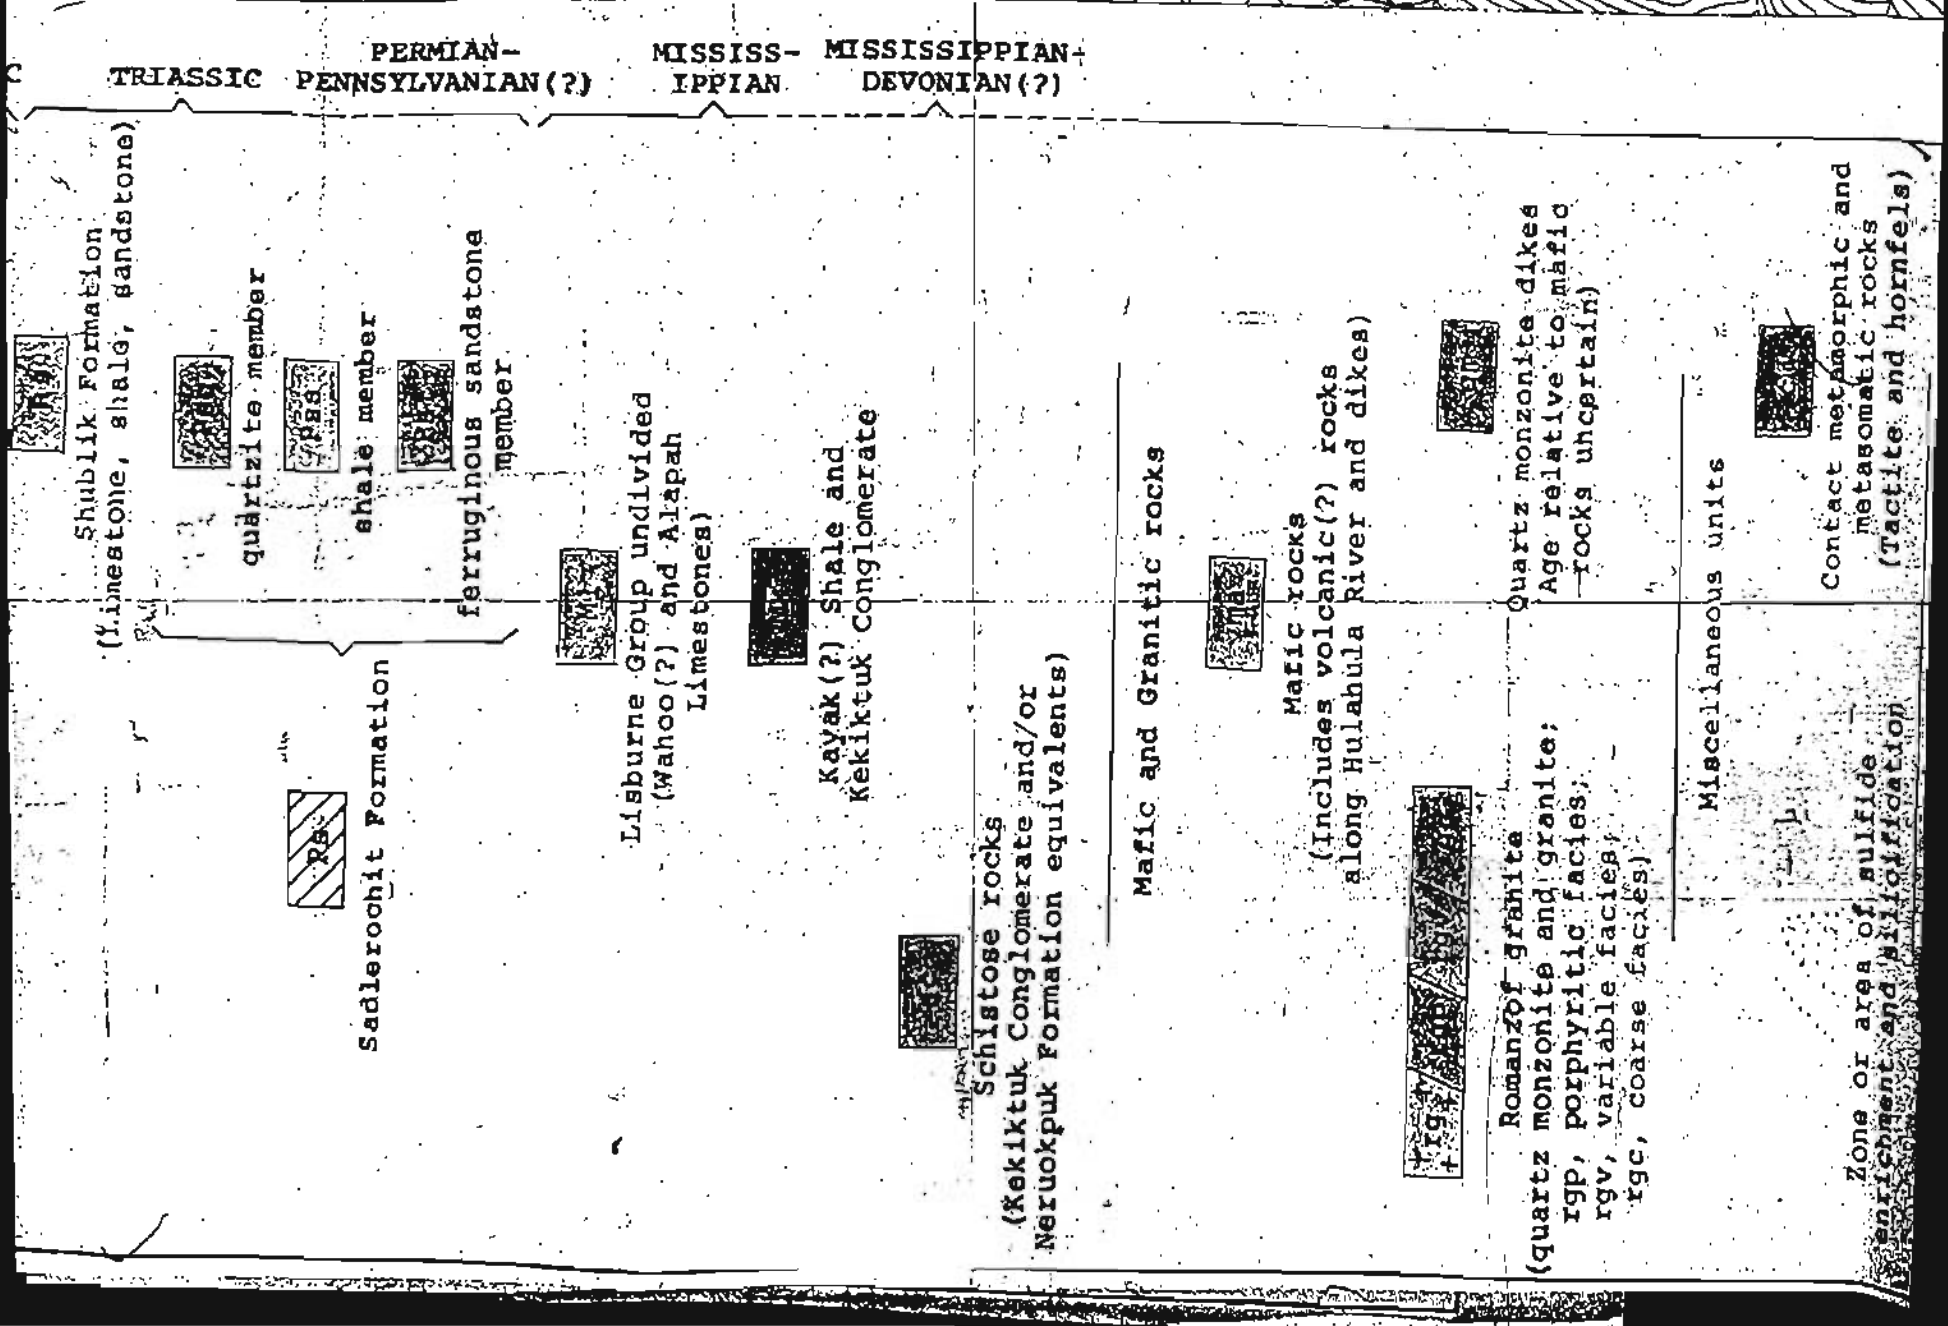 TRIASSIC
PERMIAN-
PENNSYLVANIAN(?)
MISSISS-
IPPIAN
MISSISSIPPIAN-
DEVONIAN(?)
Shublik Formation
(limestone, shale, sandstone)
quartzite member
Pss
shale member
ferruginous sandstone
member
Ps
Sadlerochit Formation
Lisburne Group undivided
(Wahoo(?) and Alapah
Limestones)
Kayak(?) Shale and
Kekiktuk Conglomerate
Schistose rocks
(Kekiktuk Conglomerate and/or
Neruokpuk Formation equivalents)
Mafic and Granitic rocks
Mafic rocks
(Includes volcanic(?) rocks
along Hulahula River and dikes)
Quartz monzonite dikes
Age relative to mafic
rocks uncertain)
rg
Romanzof granite
(quartz monzonite and granite;
rgp, porphyritic facies;
rgv, variable facies;
rgc, coarse facies)
Miscellaneous units
Contact metamorphic and
metasomatic rocks
(Tactite and hornfels)
Zone or area of sulfide
enrichment and silicification